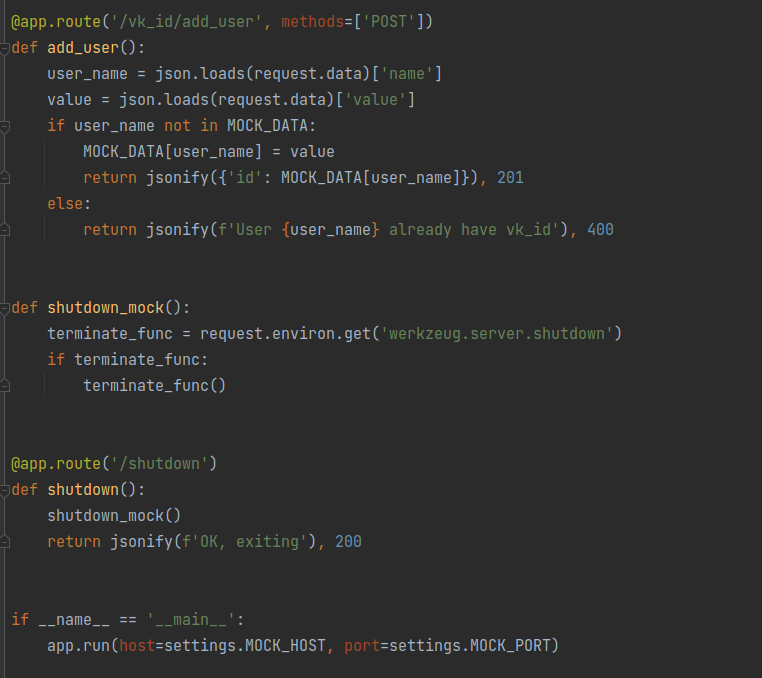 @app.route('/vk_id/add_user', methods=['POST'])
def add_user():
    user_name = json.loads(request.data)['name']
    value = json.loads(request.data)['value']
    if user_name not in MOCK_DATA:
        MOCK_DATA[user_name] = value
        return jsonify({'id': MOCK_DATA[user_name]}), 201
    else:
        return jsonify(f'User {user_name} already have vk_id'), 400
def shutdown_mock():
    terminate_func = request.environ.get('werkzeug.server.shutdown')
    if terminate_func:
        terminate_func()
@app.route('/shutdown')
def shutdown():
    shutdown_mock()
    return jsonify(f'OK, exiting'), 200
if __name__ == '__main__':
    app.run(host=settings.MOCK_HOST, port=settings.MOCK_PORT)